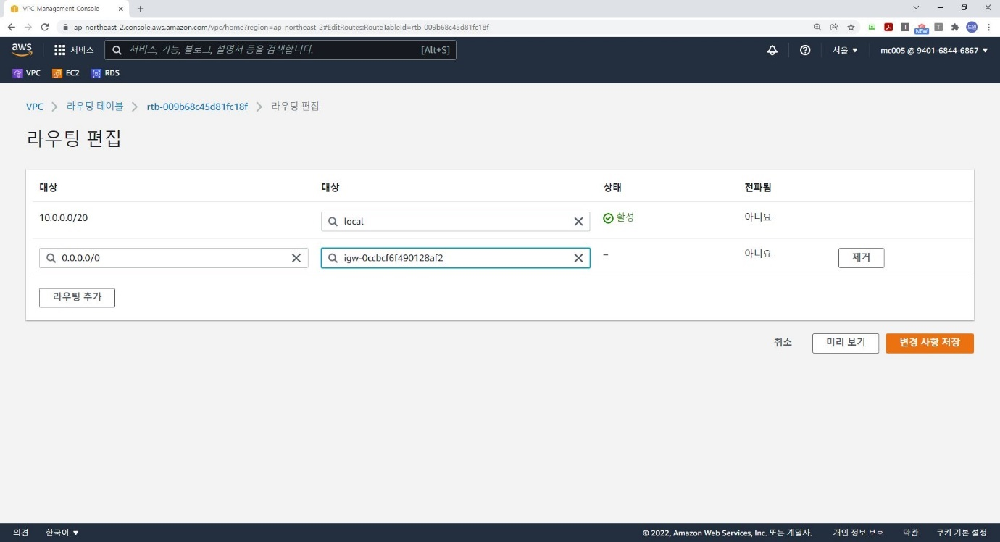 VPC Management Console
ap-northeast-2.console.aws.amazon.com/vpc/home?region=ap-northeast-2#EditRoutes:RouteTableId=rtb-009b68c45d81fc18f
NEW
T
도원
aws 서비스 서비스, 기능, 블로그, 설명서 등을 검색합니다. [Alt+S] 서울 ▼ mc005 @ 9401-6844-6867 ▼
VPC EC2 RDS
VPC > 라우팅 테이블 > rtb-009b68c45d81fc18f > 라우팅 편집
라우팅 편집
대상 대상 상태 전파됨
10.0.0.0/20 local 활성 아니요
0.0.0.0/0 igw-0ccbcf6f490128af2 – 아니요 제거
라우팅 추가
취소 미리 보기 변경 사항 저장
의견 한국어 ▼ © 2022, Amazon Web Services, Inc. 또는 계열사. 개인 정보 보호 약관 쿠키 기본 설정